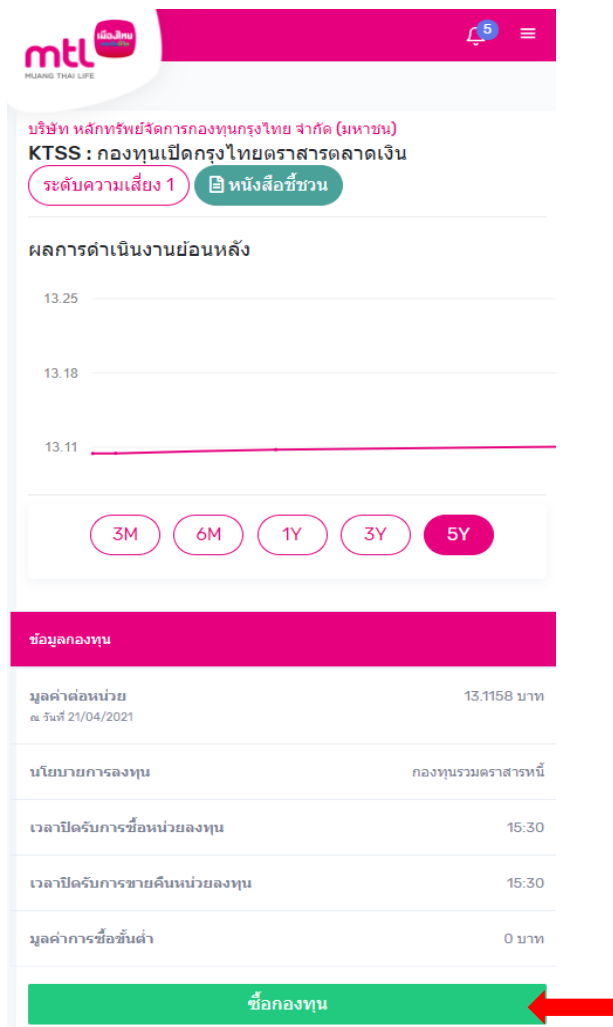 mtl
เมืองไทย
MUANG THAI LIFE
5
บริษัท หลักทรัพย์จัดการกองทุนกรุงไทย จำกัด (มหาชน)
KTSS : กองทุนเปิดกรุงไทยตราสารตลาดเงิน
ระดับความเสี่ยง 1 หนังสือชี้ชวน
ผลการดำเนินงานย้อนหลัง
13.25
13.18
13.11
3M 6M 1Y 3Y 5Y
ข้อมูลกองทุน
มูลค่าต่อหน่วย 13.1158 บาท
ณ วันที่ 21/04/2021
นโยบายการลงทุน กองทุนรวมตราสารหนี้
เวลาปิดรับการซื้อหน่วยลงทุน 15:30
เวลาปิดรับการขายคืนหน่วยลงทุน 15:30
มูลค่าการซื้อขั้นต่ำ 0 บาท
ซื้อกองทุน